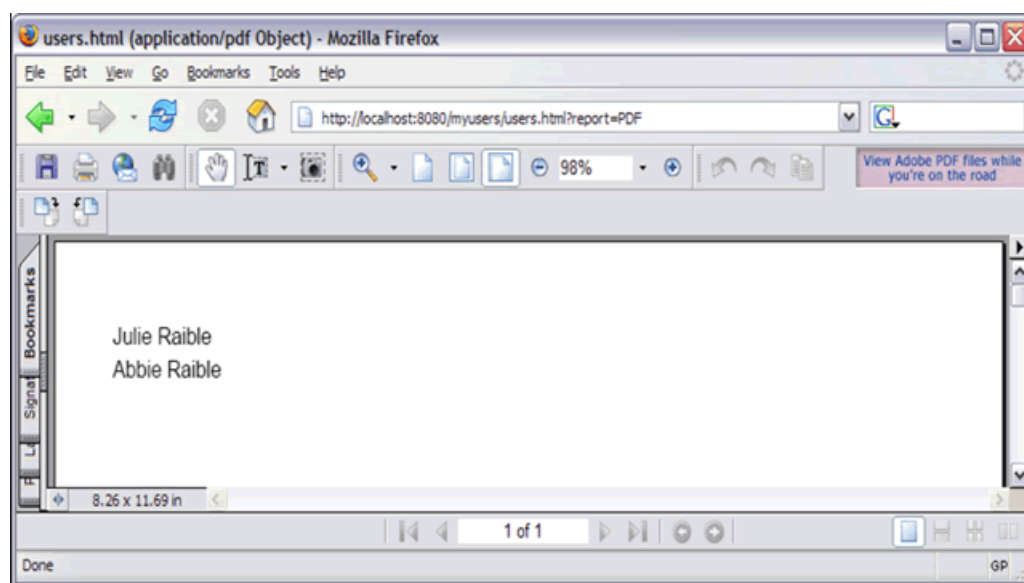 users.html (application/pdf Object) - Mozilla Firefox
File Edit View Go Bookmarks Tools Help
http://localhost:8080/myusers/users.html?report=PDF
G
T 98% View Adobe PDF files while
you're on the road
Bookmarks
Signat
Julie Raible
Abbie Raible
8.26 x 11.69 in
1 of 1
Done GP